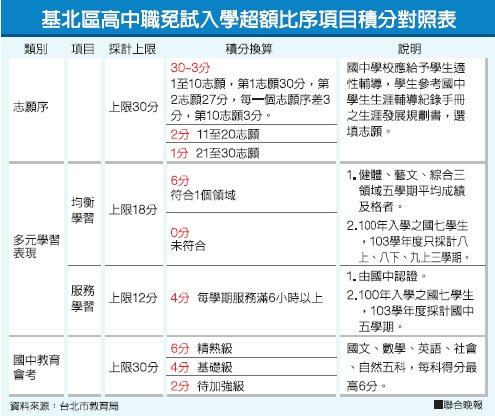 基北區高中職免試入學超額比序項目積分對照表
類別 項目 採計上限 積分換算 說明
志願序
上限30分
30~3分
1至10志願，第1志願30分，第
2志願27分，每一個志願序差3
分，第10志願3分。
2分 11至20志願
1分 21至30志願
國中學校應給予學生適
性輔導，學生參考國中
學生生涯輔導紀錄手冊
之生涯發展規劃書，選
填志願。
多元學習
表現
均衡
學習
上限18分
6分
符合1個領域
0分
未符合
1.健體、藝文、綜合三
領域五學期平均成績
及格者。
2.100年入學之國七學生
，103學年度只採計八
上、八下、九上三學期。
服務
學習
上限12分
4分 每學期服務滿6小時以上
1.由國中認證。
2.100年入學之國七學生
，103學年度採計國中
五學期。
國中教育
會考
上限30分
6分 精熟級
4分 基礎級
2分 待加強級
國文、數學、英語、社會
、自然五科，每科得分最
高6分。
資料來源：台北市教育局
■聯合晚報